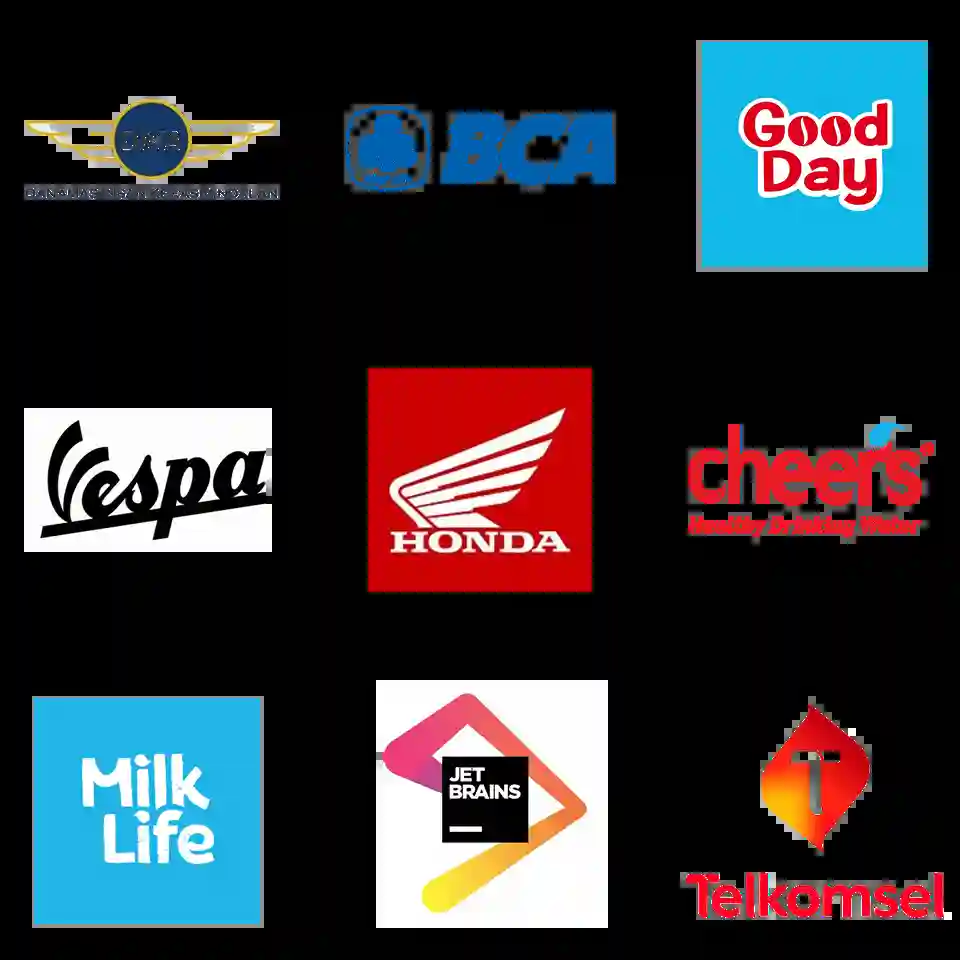 BCA
Good
Day
Vespa
HONDA
cheers
Healthy Drinking Water
Milk
Life
JET
BRAINS
T
Telkomsel